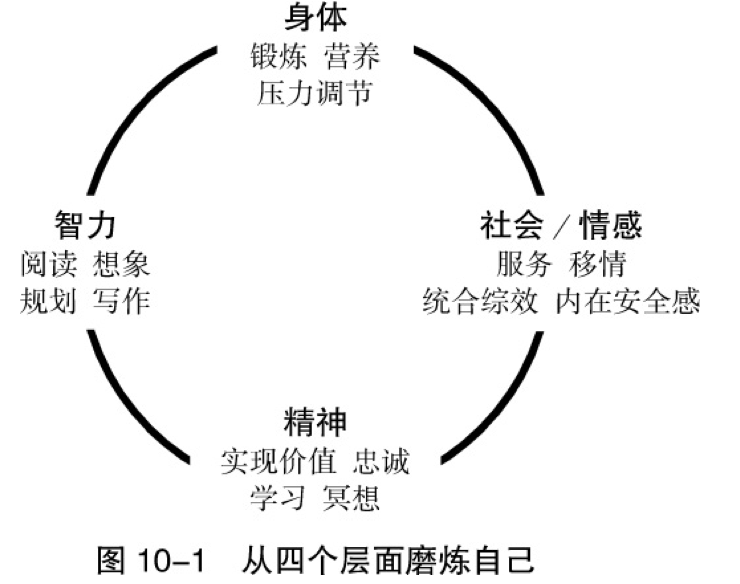 身体
锻炼 营养
压力调节
智力
阅读 想象
规划 写作
社会/情感
服务 移情
统合综效 内在安全感
精神
实现价值 忠诚
学习 冥想
图 10-1 从四个层面磨炼自己